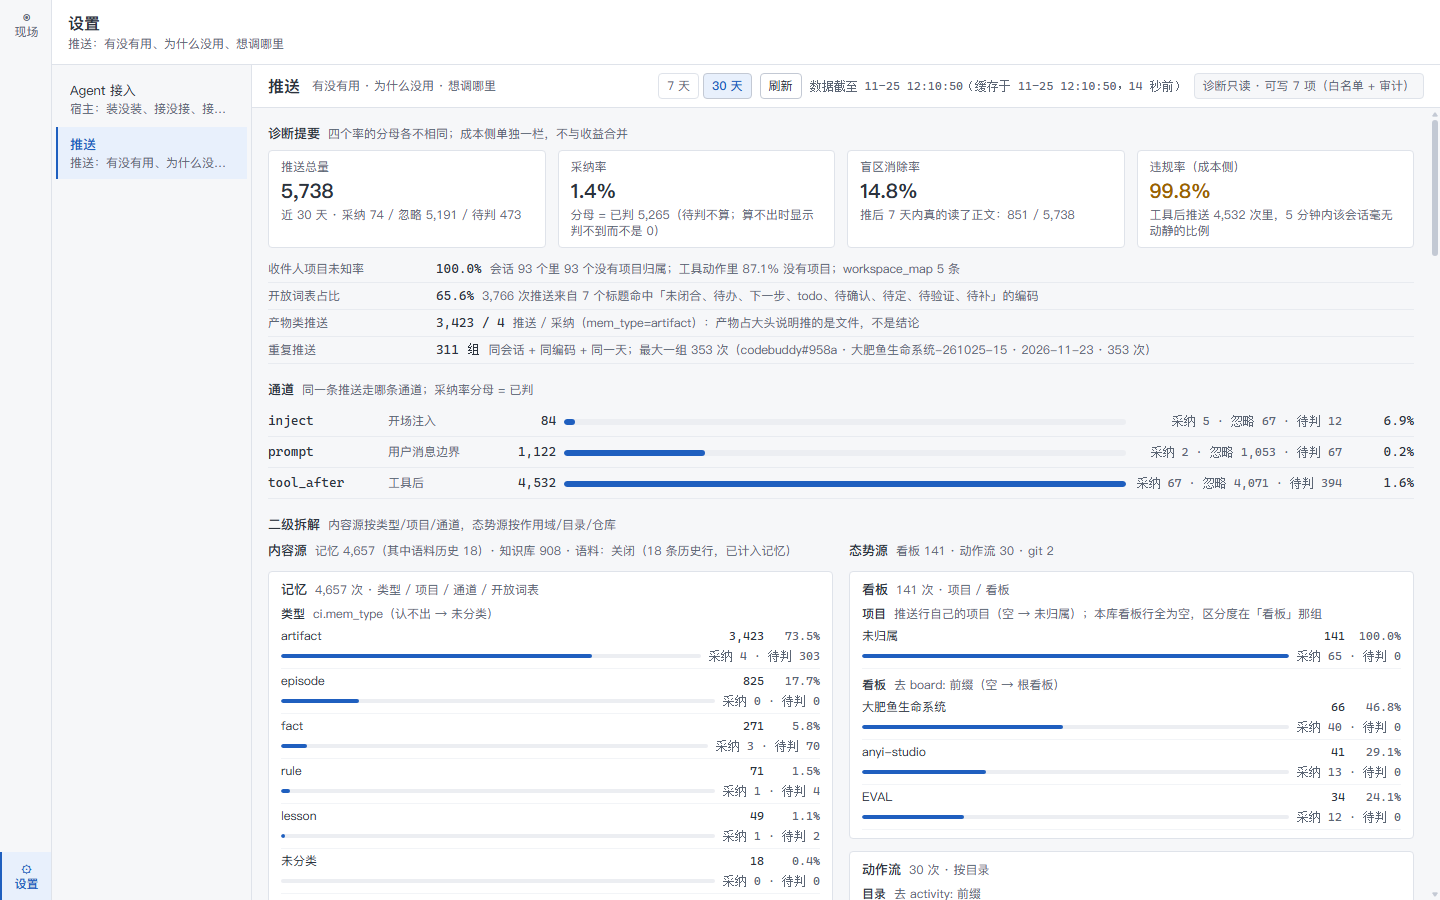 现场
设置
推送：有没有用、为什么没用、想调哪里
Agent 接入
宿主：装没装、接没接、接…
推送
推送：有没有用、为什么没…
设置
推送 有没有用 · 为什么没用 · 想调哪里
7 天 30 天 刷新 数据截至 11-25 12:10:50（缓存于 11-25 12:10:50，14 秒前） 诊断只读 · 可写 7 项（白名单 + 审计）
诊断提要 四个率的分母各不相同；成本侧单独一栏，不与收益合并
推送总量
5,738
近 30 天 · 采纳 74 / 忽略 5,191 / 待判 473
采纳率
1.4%
分母 = 已判 5,265（待判不算；算不出时显示
判不到而不是 0）
盲区消除率
14.8%
推后 7 天内真的读了正文：851 / 5,738
违规率（成本侧）
99.8%
工具后推送 4,532 次里，5 分钟内该会话毫无
动静的比例
收件人项目未知率 100.0% 会话 93 个里 93 个没有项目归属；工具动作里 87.1% 没有项目；workspace_map 5 条
开放词表占比 65.6% 3,766 次推送来自 7 个标题命中「未闭合、待办、下一步、todo、待确认、待定、待验证、待补」的编码
产物类推送 3,423 / 4 推送 / 采纳（mem_type=artifact）：产物占大头说明推的是文件，不是结论
重复推送 311 组 同会话 + 同编码 + 同一天；最大一组 353 次（codebuddy#958a · 大肥鱼生命系统-261025-15 · 2026-11-23 · 353 次）
通道 同一条推送走哪条通道；采纳率分母 = 已判
inject 开场注入 84 采纳 5 · 忽略 67 · 待判 12 6.9%
prompt 用户消息边界 1,122 采纳 2 · 忽略 1,053 · 待判 67 0.2%
tool_after 工具后 4,532 采纳 67 · 忽略 4,071 · 待判 394 1.6%
二级拆解 内容源按类型/项目/通道，态势源按作用域/目录/仓库
内容源 记忆 4,657（其中语料历史 18）· 知识库 908 · 语料：关闭（18 条历史行，已计入记忆）
记忆 4,657 次 · 类型 / 项目 / 通道 / 开放词表
类型 ci.mem_type（认不出 → 未分类）
artifact 3,423 73.5%
采纳 4 · 待判 303
episode 825 17.7%
采纳 0 · 待判 0
fact 271 5.8%
采纳 3 · 待判 70
rule 71 1.5%
采纳 1 · 待判 4
lesson 49 1.1%
采纳 1 · 待判 2
未分类 18 0.4%
采纳 0 · 待判 0
态势源 看板 141 · 动作流 30 · git 2
看板 141 次 · 项目 / 看板
项目 推送行自己的项目（空 → 未归属）；本库看板行全为空，区分度在「看板」那组
未归属 141 100.0%
采纳 65 · 待判 0
看板 去 board: 前缀（空 → 根看板）
大肥鱼生命系统 66 46.8%
采纳 40 · 待判 0
anyi-studio 41 29.1%
采纳 13 · 待判 0
EVAL 34 24.1%
采纳 12 · 待判 0
动作流 30 次 · 按目录
目录 去 activity: 前缀